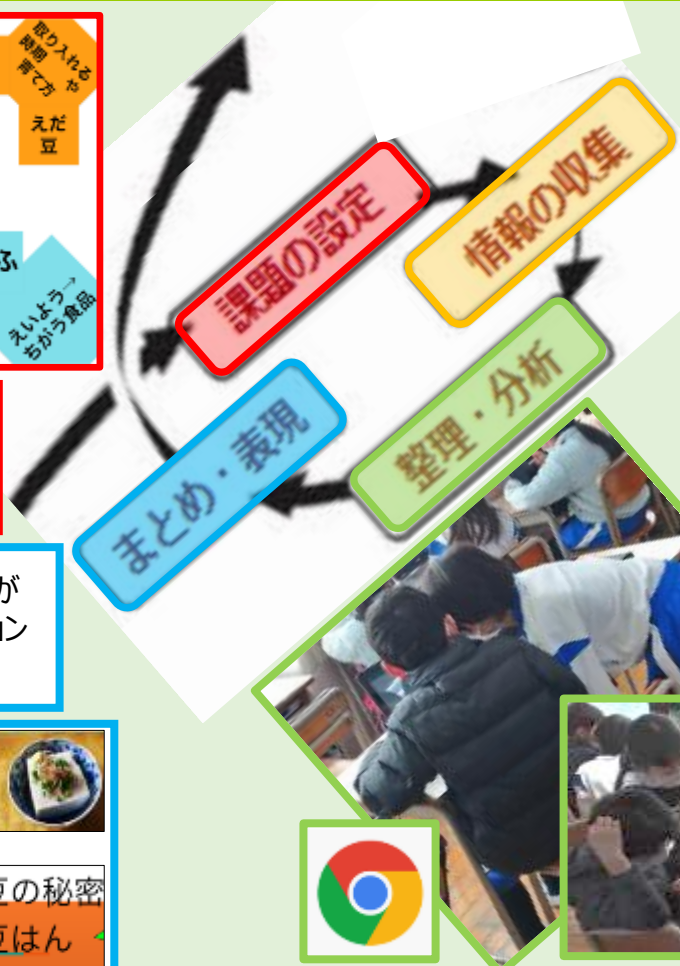 取り入れる
時期 や
育て方
えだ
豆
ふ
えいよう→
ちがう食品
課題の設定
情報の収集
整理・分析
まとめ・表現
が
ョン
豆の秘密
豆はん